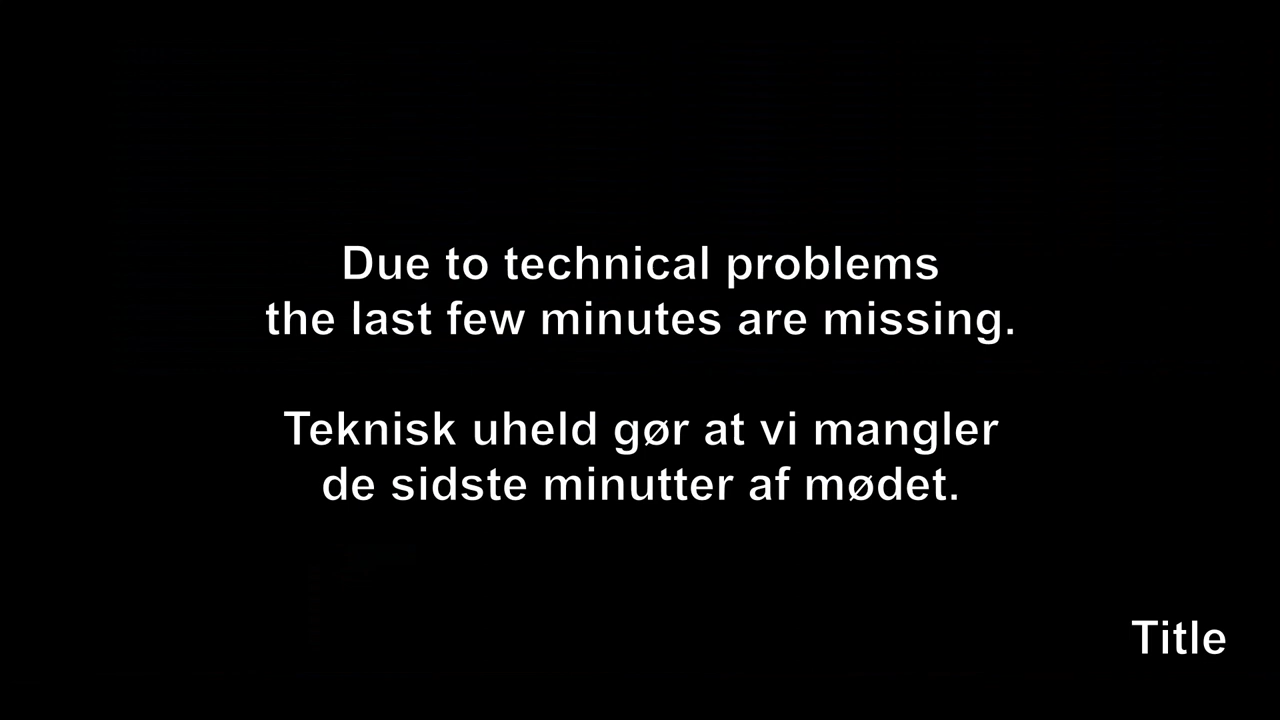 Due to technical problems
the last few minutes are missing.
Teknisk uheld gør at vi mangler
de sidste minutter af mødet.
Title